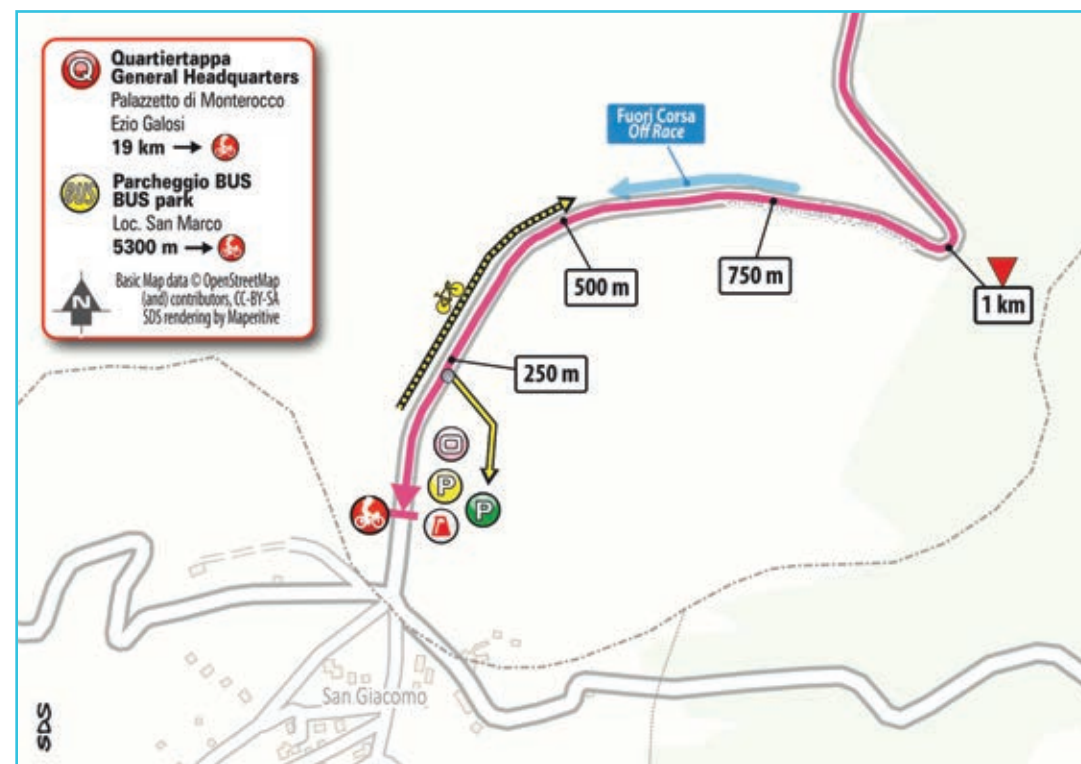 Q
Quartiertappa
General Headquarters
Palazzetto di Monterocco
Ezio Galosi
19 km
BUS
Parcheggio BUS
BUS park
Loc. San Marco
5300 m
N
Basic Map data © OpenStreetMap
(and) contributors, CC-BY-SA
SDS rendering by Maperitive
Fuori Corsa
Off Race
500 m
750 m
1 km
250 m
P
P
San Giacomo
SDS